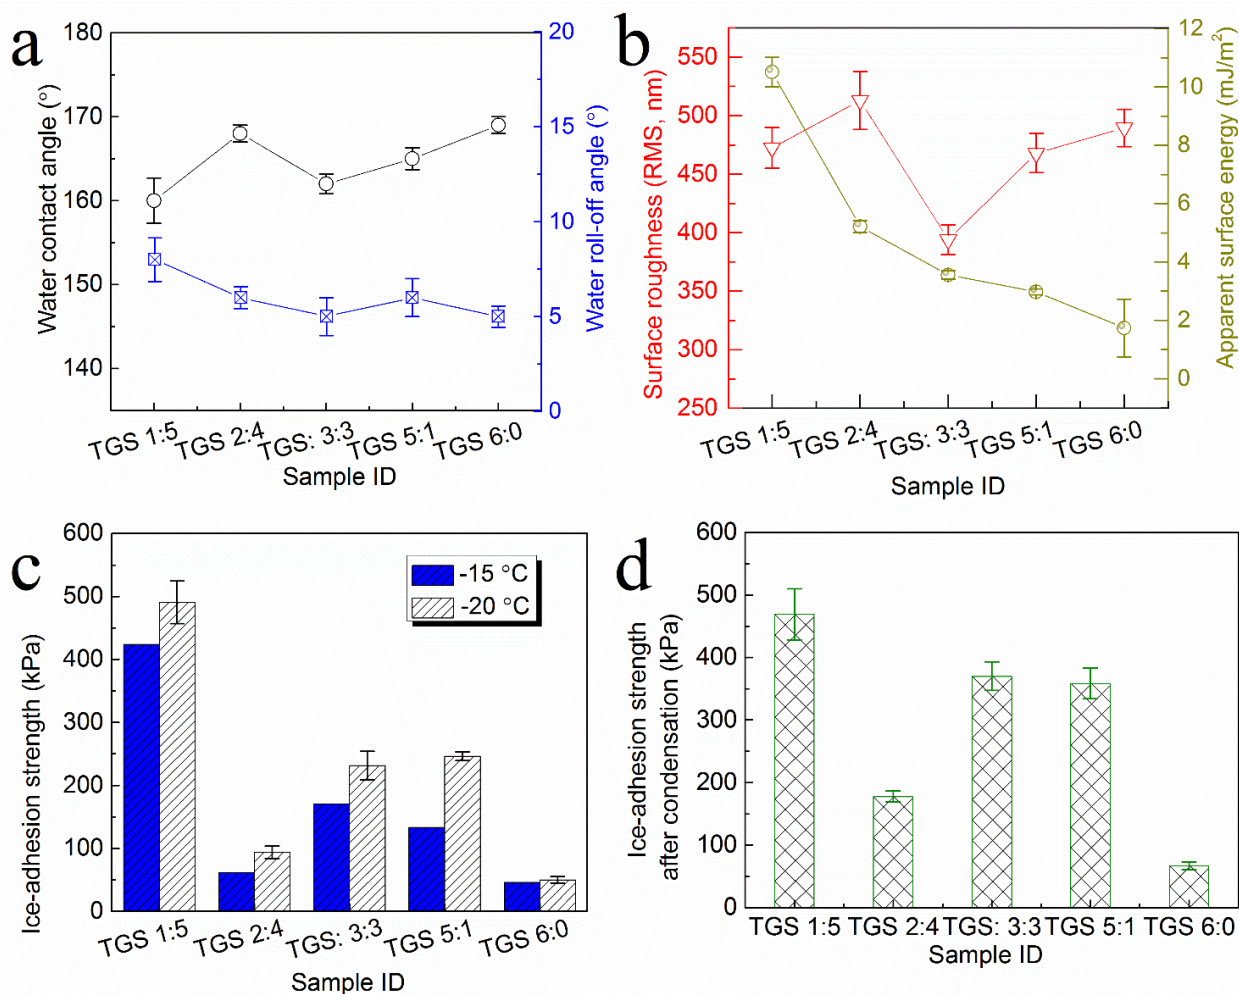 a
180
170
160
150
140
Water contact angle (°)
20
15
10
5
0
Water roll-off angle (°)
TGS 1:5
TGS 2:4
TGS: 3:3
TGS 5:1
TGS 6:0
Sample ID
b
550
500
450
400
350
300
250
Surface roughness (RMS, nm)
12
10
8
6
4
2
0
Apparent surface energy (mJ/m²)
TGS 1:5
TGS 2:4
TGS: 3:3
TGS 5:1
TGS 6:0
Sample ID
c
600
500
400
300
200
100
0
Ice-adhesion strength (kPa)
-15 °C
-20 °C
TGS 1:5
TGS 2:4
TGS: 3:3
TGS 5:1
TGS 6:0
Sample ID
d
600
500
400
300
200
100
0
Ice-adhesion strength
after condensation (kPa)
TGS 1:5
TGS 2:4
TGS: 3:3
TGS 5:1
TGS 6:0
Sample ID